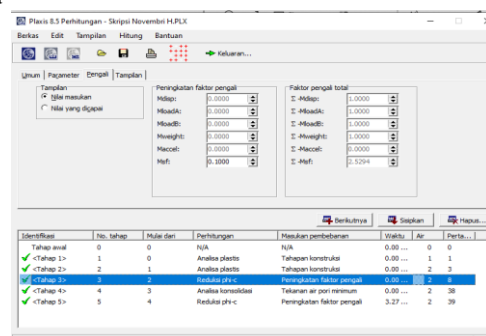 Plaxis 8.5 Perhitungan - Skripsi Novembri H.PLX
Berkas Edit Tampilan Hitung Bantuan
Keluaran...
Umum Parameter Pengali Tampilan
Tampilan
Nilai masukan
Nilai yang dicapai
Peningkatan faktor pengali
Mdisp: 0.0000
MloadA: 0.0000
MloadB: 0.0000
Mweight: 0.0000
Maccel: 0.0000
Msf: 0.1000
Faktor pengali total
Σ -Mdisp: 1.0000
Σ -MloadA: 1.0000
Σ -MloadB: 1.0000
Σ -Mweight: 1.0000
Σ -Maccel: 0.0000
Σ -Msf: 2.5294
Berikutnya Sisipkan Hapus...
Identifikasi No. tahap Mulai dari Perhitungan Masukan pembebanan Waktu Air Perta...
Tahap awal 0 0 N/A N/A 0.00 ... 0 0
<Tahap 1> 1 0 Analisa plastis Tahapan konstruksi 0.00 ... 1 1
<Tahap 2> 2 1 Analisa plastis Tahapan konstruksi 0.00 ... 2 3
<Tahap 3> 3 2 Reduksi phi-c Peningkatan faktor pengali 0.00 ... 2 8
<Tahap 4> 4 3 Analisa konsolidasi Tekanan air pori minimum 0.00 ... 2 38
<Tahap 5> 5 4 Reduksi phi-c Peningkatan faktor pengali 3.27 ... 2 39